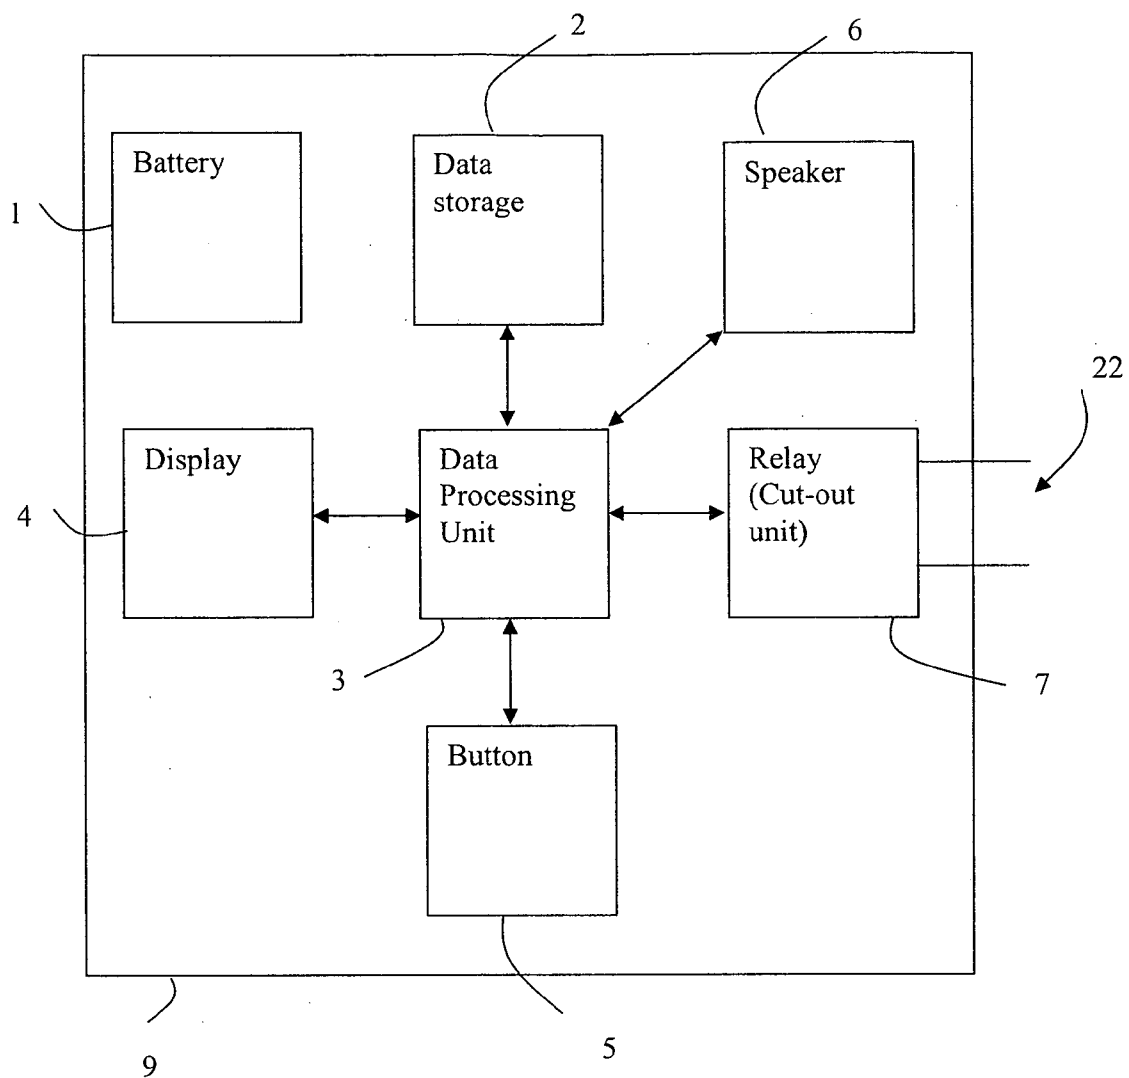 2
6
Battery
Data
storage
Speaker
1
22
Display
Data
Processing
Unit
Relay
(Cut-out
unit)
4
3
7
Button
5
9